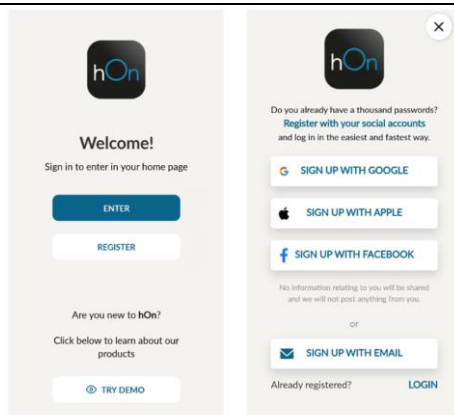 hOn
Welcome!
Sign in to enter in your home page
ENTER
REGISTER
Are you new to hOn?
Click below to learn about our
products
TRY DEMO
hOn
Do you already have a thousand passwords?
Register with your social accounts
and log in in the easiest and fastest way.
SIGN UP WITH GOOGLE
SIGN UP WITH APPLE
SIGN UP WITH FACEBOOK
No information relating to you will be shared
and we will not post anything from you.
or
SIGN UP WITH EMAIL
Already registered? LOGIN